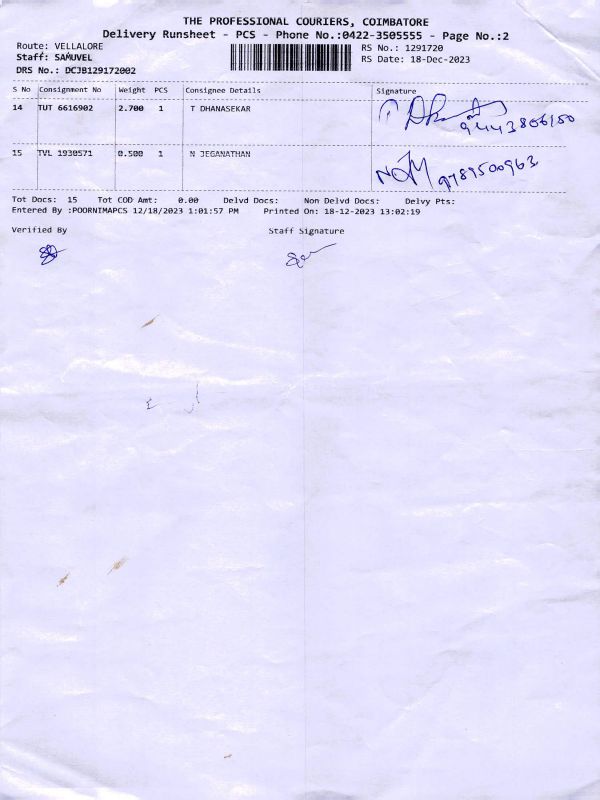 THE PROFESSIONAL COURIERS, COIMBATORE
Delivery Runsheet - PCS - Phone No.:0422-3505555 - Page No.:2
Route: VELLALORE RS No.: 1291720
Staff: SAMUVEL RS Date: 18-Dec-2023
DRS No.: DCJB129172002
S No Consignment No Weight PCS Consignee Details Signature
14 TUT 6616902 2.700 1 T DHANASEKAR
15 TVL 1930571 0.500 1 N JEGANATHAN 9789500963
Tot Docs: 15 Tot COD Amt: 0.00 Delvd Docs: Non Delvd Docs: Delvy Pts:
Entered By :POORNIMAPCS 12/18/2023 1:01:57 PM Printed On: 18-12-2023 13:02:19
Verified By Staff Signature